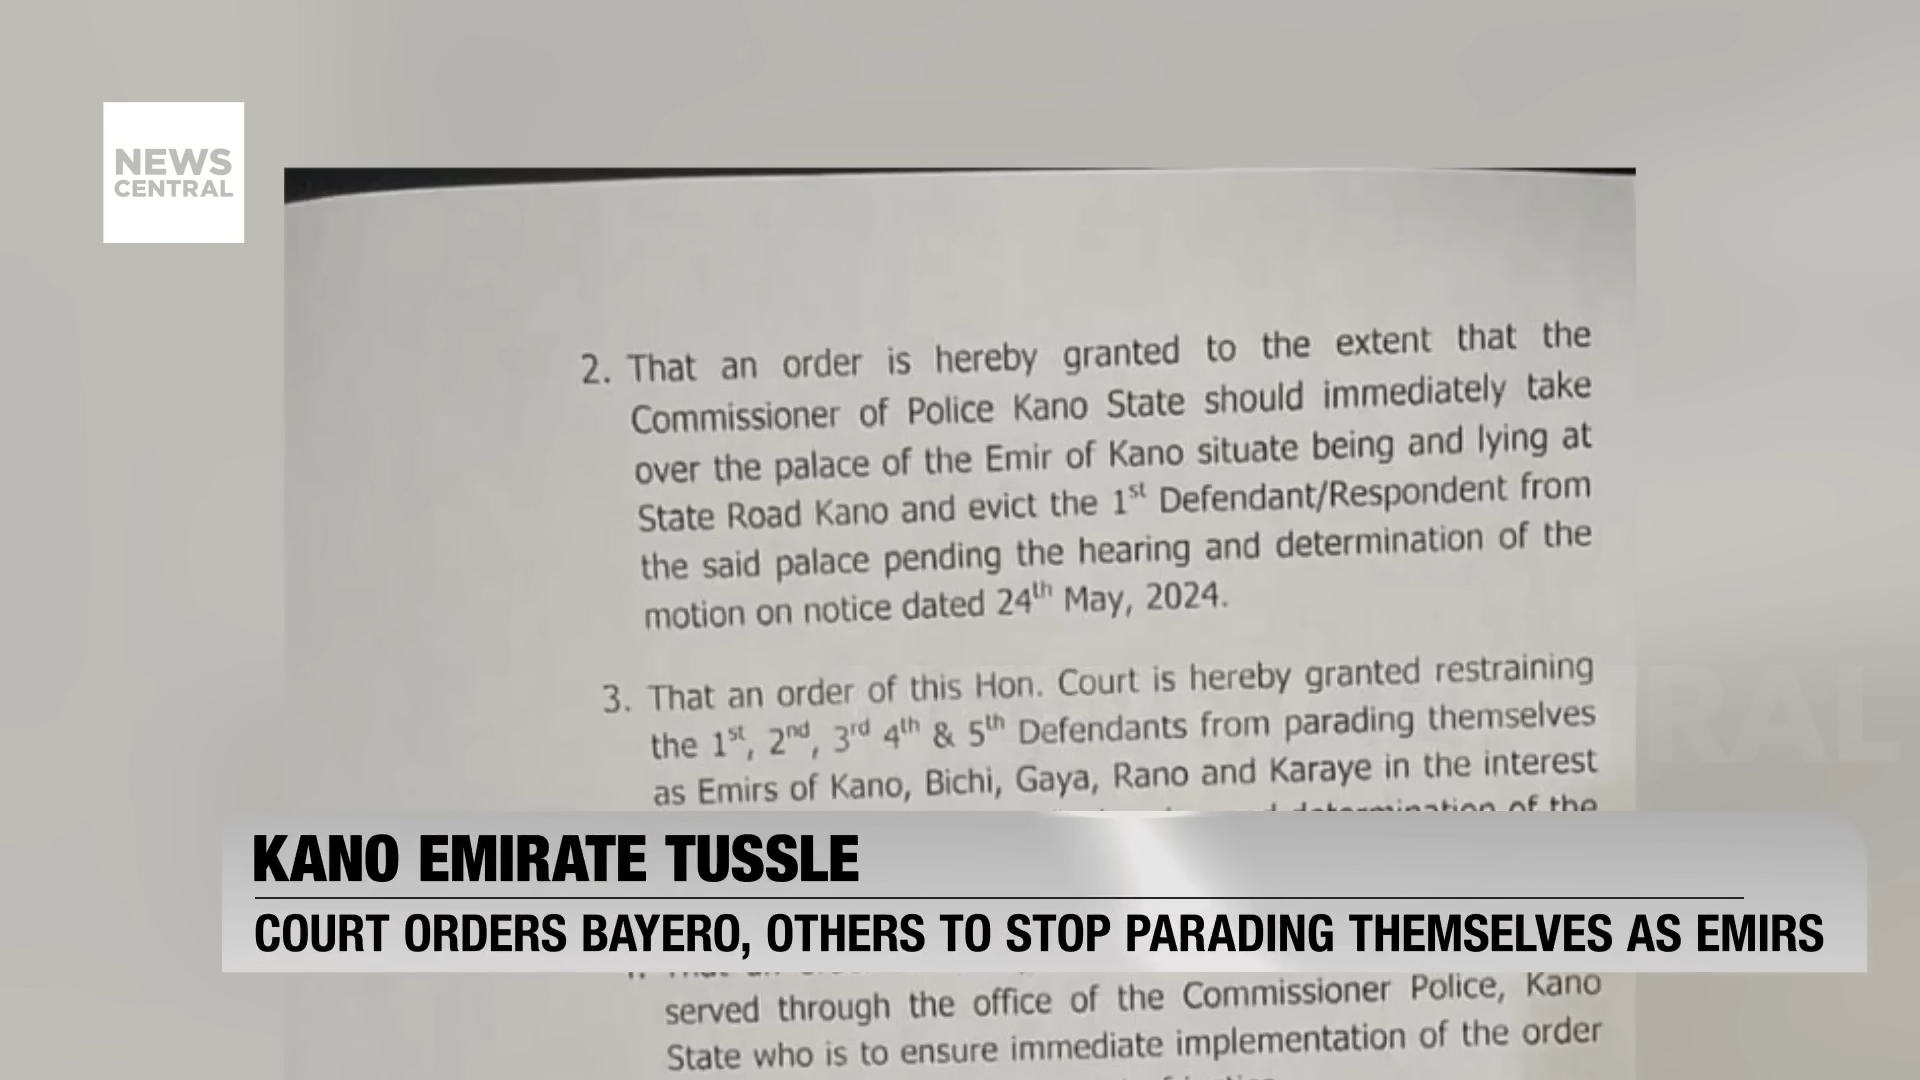 NEWS
CENTRAL
2. That an order is hereby granted to the extent that the
Commissioner of Police Kano State should immediately take
over the palace of the Emir of Kano situate being and lying at
State Road Kano and evict the 1st Defendant/Respondent from
the said palace pending the hearing and determination of the
motion on notice dated 24th May, 2024.
3. That an order of this Hon. Court is hereby granted restraining
the 1st, 2nd, 3rd 4th & 5th Defendants from parading themselves
as Emirs of Kano, Bichi, Gaya, Rano and Karaye in the interest
determination of the
KANO EMIRATE TUSSLE
COURT ORDERS BAYERO, OTHERS TO STOP PARADING THEMSELVES AS EMIRS
served through the office of the Commissioner Police, Kano
State who is to ensure immediate implementation of the order